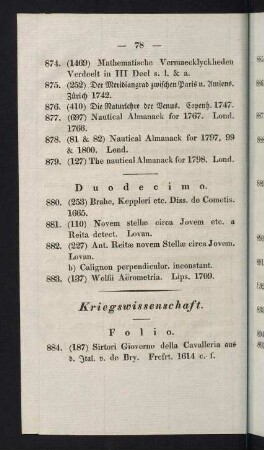 — 78 —
874. (1469) Mathematische Vermaecklyckheden
Verdeelt in III Deel s. l. & a.
875. (252) Der Meridiangrad zwischen Paris u. Amiens.
Zürich 1742.
876. (410) Die Naturlehre der Venus. Copenh. 1747.
877. (697) Nautical Almanack for 1767. Lond.
1766.
878. (81 & 82) Nautical Almanack for 1797, 99
& 1800. Lond.
879. (127) The nautical Almanack for 1798. Lond.
Duodecimo.
880. (253) Brahe, Keppleri etc. Diss. de Cometis.
1665.
881. (110) Novem stellæ circa Jovem etc. a
Reita detect. Lovan.
882. (227) Ant. Reitæ novem Stellæ circa Jovem.
Lovan.
b) Calignon perpendicular. inconstant.
883. (137) Wolfii Aërometria. Lips. 1709.
Kriegswissenschaft.
Folio.
884. (187) Sirtori Gioverno della Cavalleria aus
d. Ital. v. de Bry. Frcfrt. 1614 c. f.